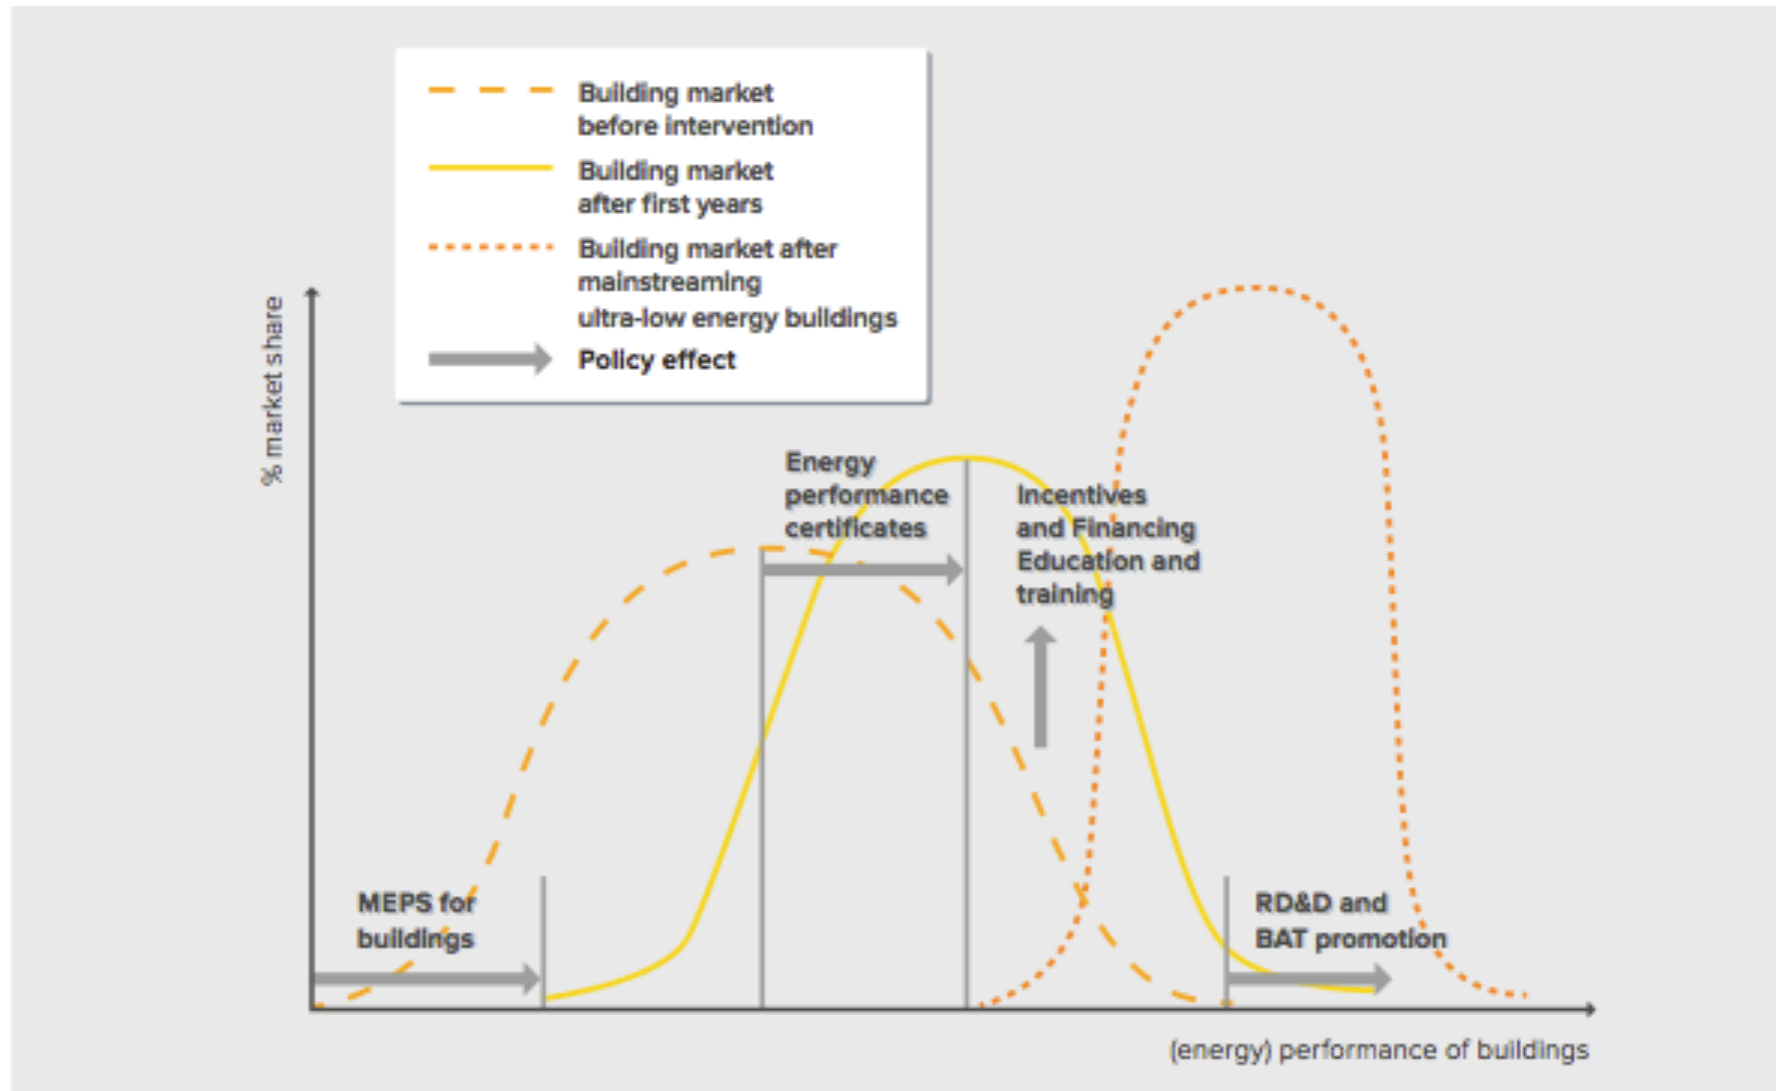 Building market
before intervention
Building market
after first years
Building market after
mainstreaming
ultra-low energy buildings
Policy effect
% market share
Energy
performance
certificates
Incentives
and Financing
Education and
training
MEPS for
buildings
RD&D and
BAT promotion
(energy) performance of buildings